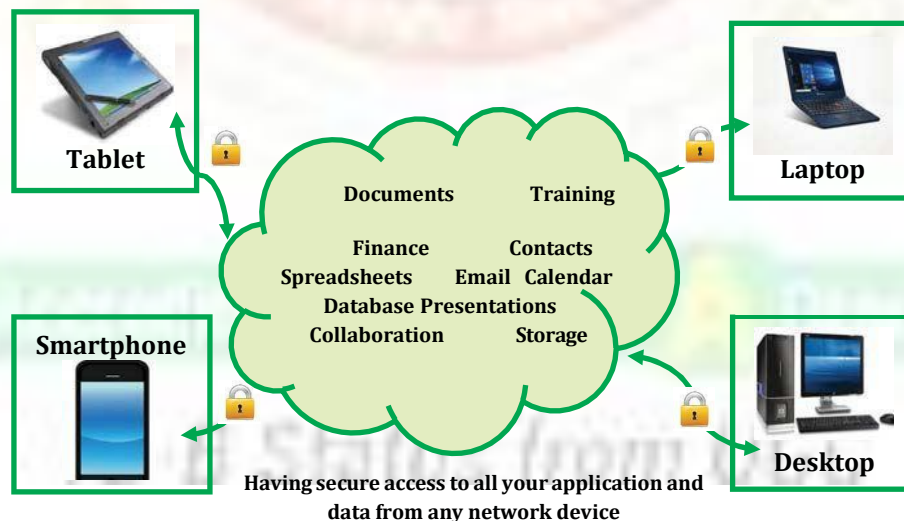 Tablet
Laptop
Documents Training
Finance Contacts
Spreadsheets Email Calendar
Database Presentations
Collaboration Storage
Smartphone
Desktop
Having secure access to all your application and
data from any network device